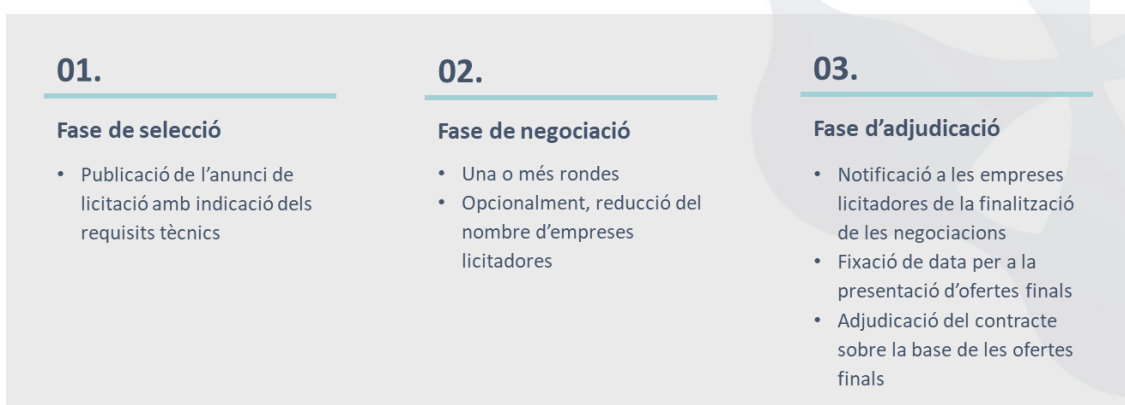 01.
Fase de selecció
• Publicació de l’anunci de
licitació amb indicació dels
requisits tècnics
02.
Fase de negociació
• Una o més rondes
• Opcionalment, reducció del
nombre d’empreses
licitadores
03.
Fase d’adjudicació
• Notificació a les empreses
licitadores de la finalització
de les negociacions
• Fixació de data per a la
presentació d’ofertes finals
• Adjudicació del contracte
sobre la base de les ofertes
finals